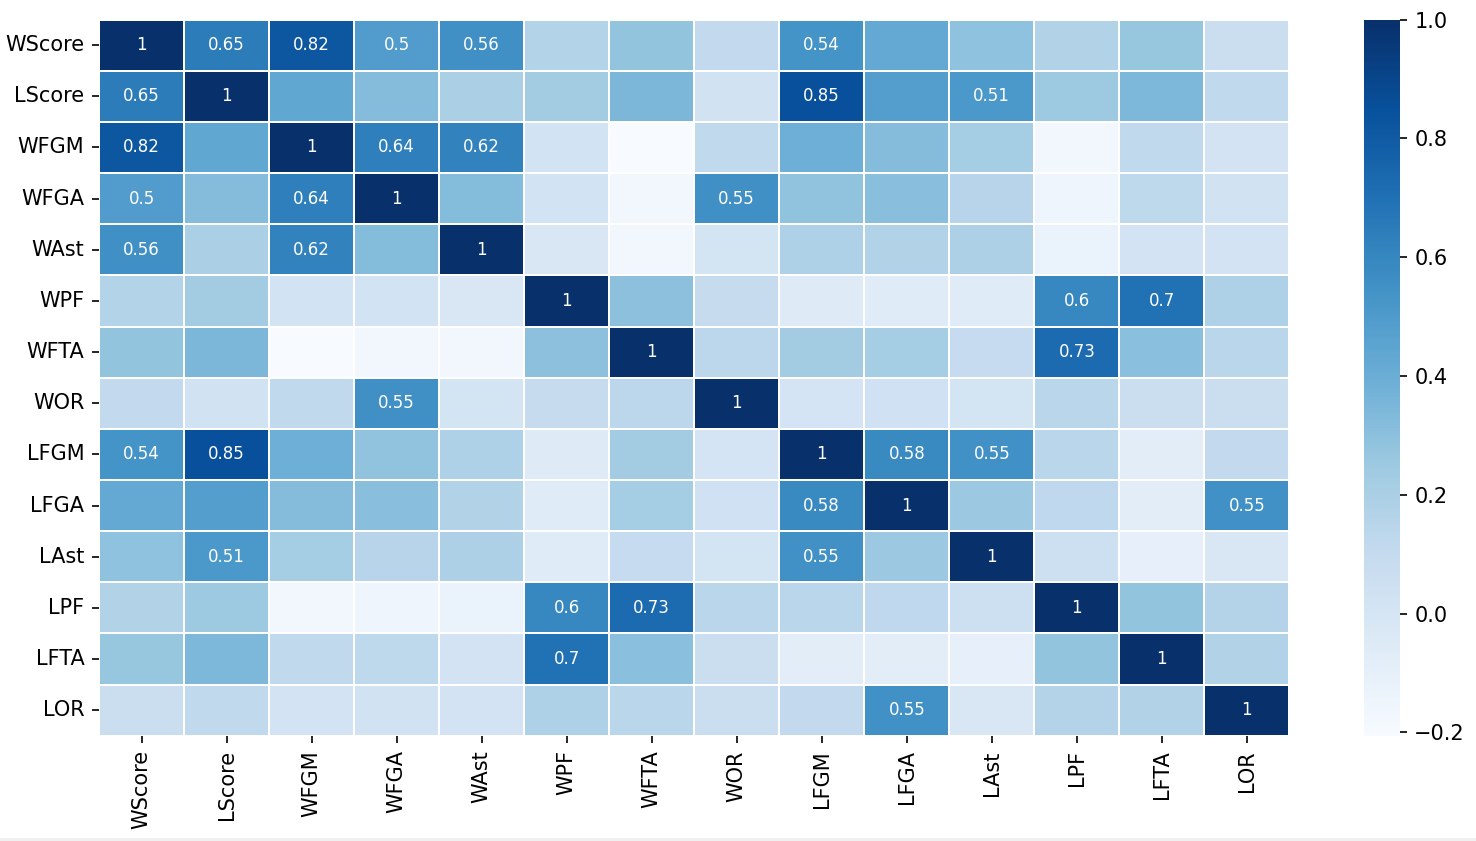 WScore 1 0.65 0.82 0.5 0.56 0.54
LScore 0.65 1 0.85 0.51
WFGM 0.82 1 0.64 0.62
WFGA 0.5 0.64 1 0.55
WAst 0.56 0.62 1
WPF 1 0.6 0.7
WFTA 1 0.73
WOR 0.55 1
LFGM 0.54 0.85 1 0.58 0.55
LFGA 0.58 1 0.55
LAst 0.51 0.55 1
LPF 0.6 0.73 1
LFTA 0.7 1
LOR 0.55 1
WScore LScore WFGM WFGA WAst WPF WFTA WOR LFGM LFGA LAst LPF LFTA LOR
1.0
0.8
0.6
0.4
0.2
0.0
−0.2